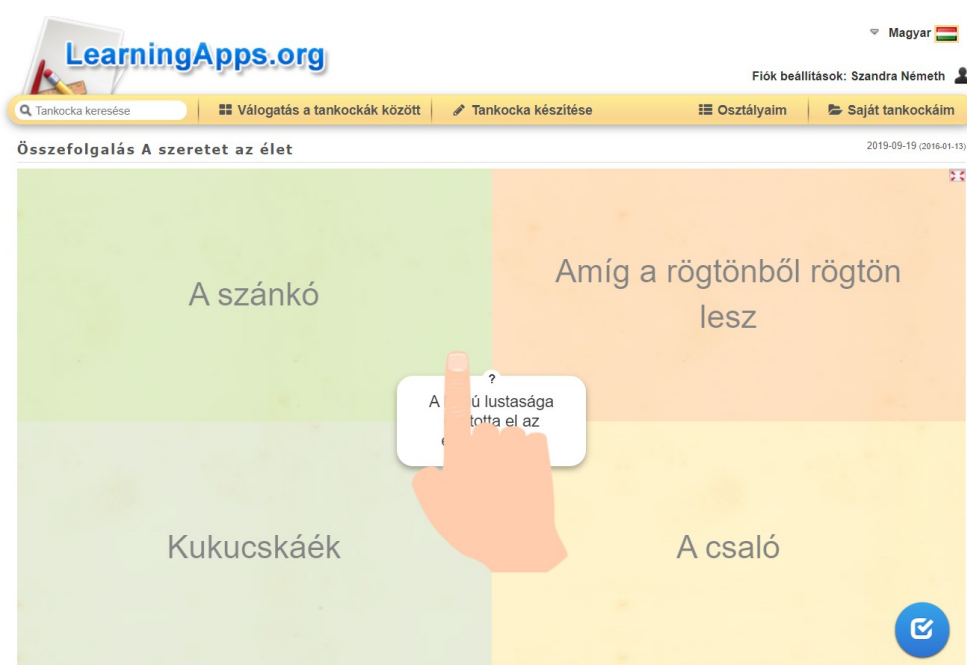 LearningApps.org
Magyar
Fiók beállítások: Szandra Németh
Tankocka keresése
Válogatás a tankockák között
Tankocka készítése
Osztályaim
Saját tankockáim
Összefolgalás A szeretet az élet
2019-09-19 (2016-01-13)
A szánkó
Amíg a rögtönből rögtön
lesz
?
A lustasága
el az
Kukucskáék
A csaló